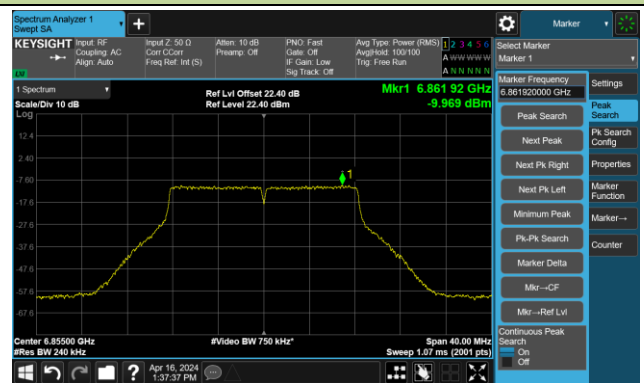 Spectrum Analyzer 1
Swept SA
Marker
KEYSIGHT
Input: RF
Coupling: AC
Align: Auto
Input Z: 50 Ω
Corr CCorr
Freq Ref: Int (S)
Atten: 10 dB
Preamp: Off
PNO: Fast
Gate: Off
IF Gain: Low
Sig Track: Off
Avg Type: Power (RMS)
Avg|Hold: 100/100
Trig: Free Run
1 2 3 4 5 6
A W W W W W
A N N N N N
LW
Select Marker
Marker 1
1 Spectrum
Scale/Div 10 dB
Log
Ref Lvl Offset 22.40 dB
Ref Level 22.40 dBm
Mkr1 6.861 92 GHz
-9.969 dBm
12.4
2.40
-7.60
-17.6
-27.6
-37.6
-47.6
-57.6
-67.6
1
Center 6.85500 GHz
#Res BW 240 kHz
#Video BW 750 kHz*
Span 40.00 MHz
Sweep 1.07 ms (2001 pts)
Marker Frequency
6.861920000 GHz
Peak Search
Next Peak
Next Pk Right
Next Pk Left
Minimum Peak
Pk-Pk Search
Marker Delta
Mkr→CF
Mkr→Ref Lvl
Continuous Peak
Search
On
Off
Settings
Peak
Search
Pk Search
Config
Properties
Marker
Function
Marker→
Counter
?
Apr 16, 2024
1:37:37 PM